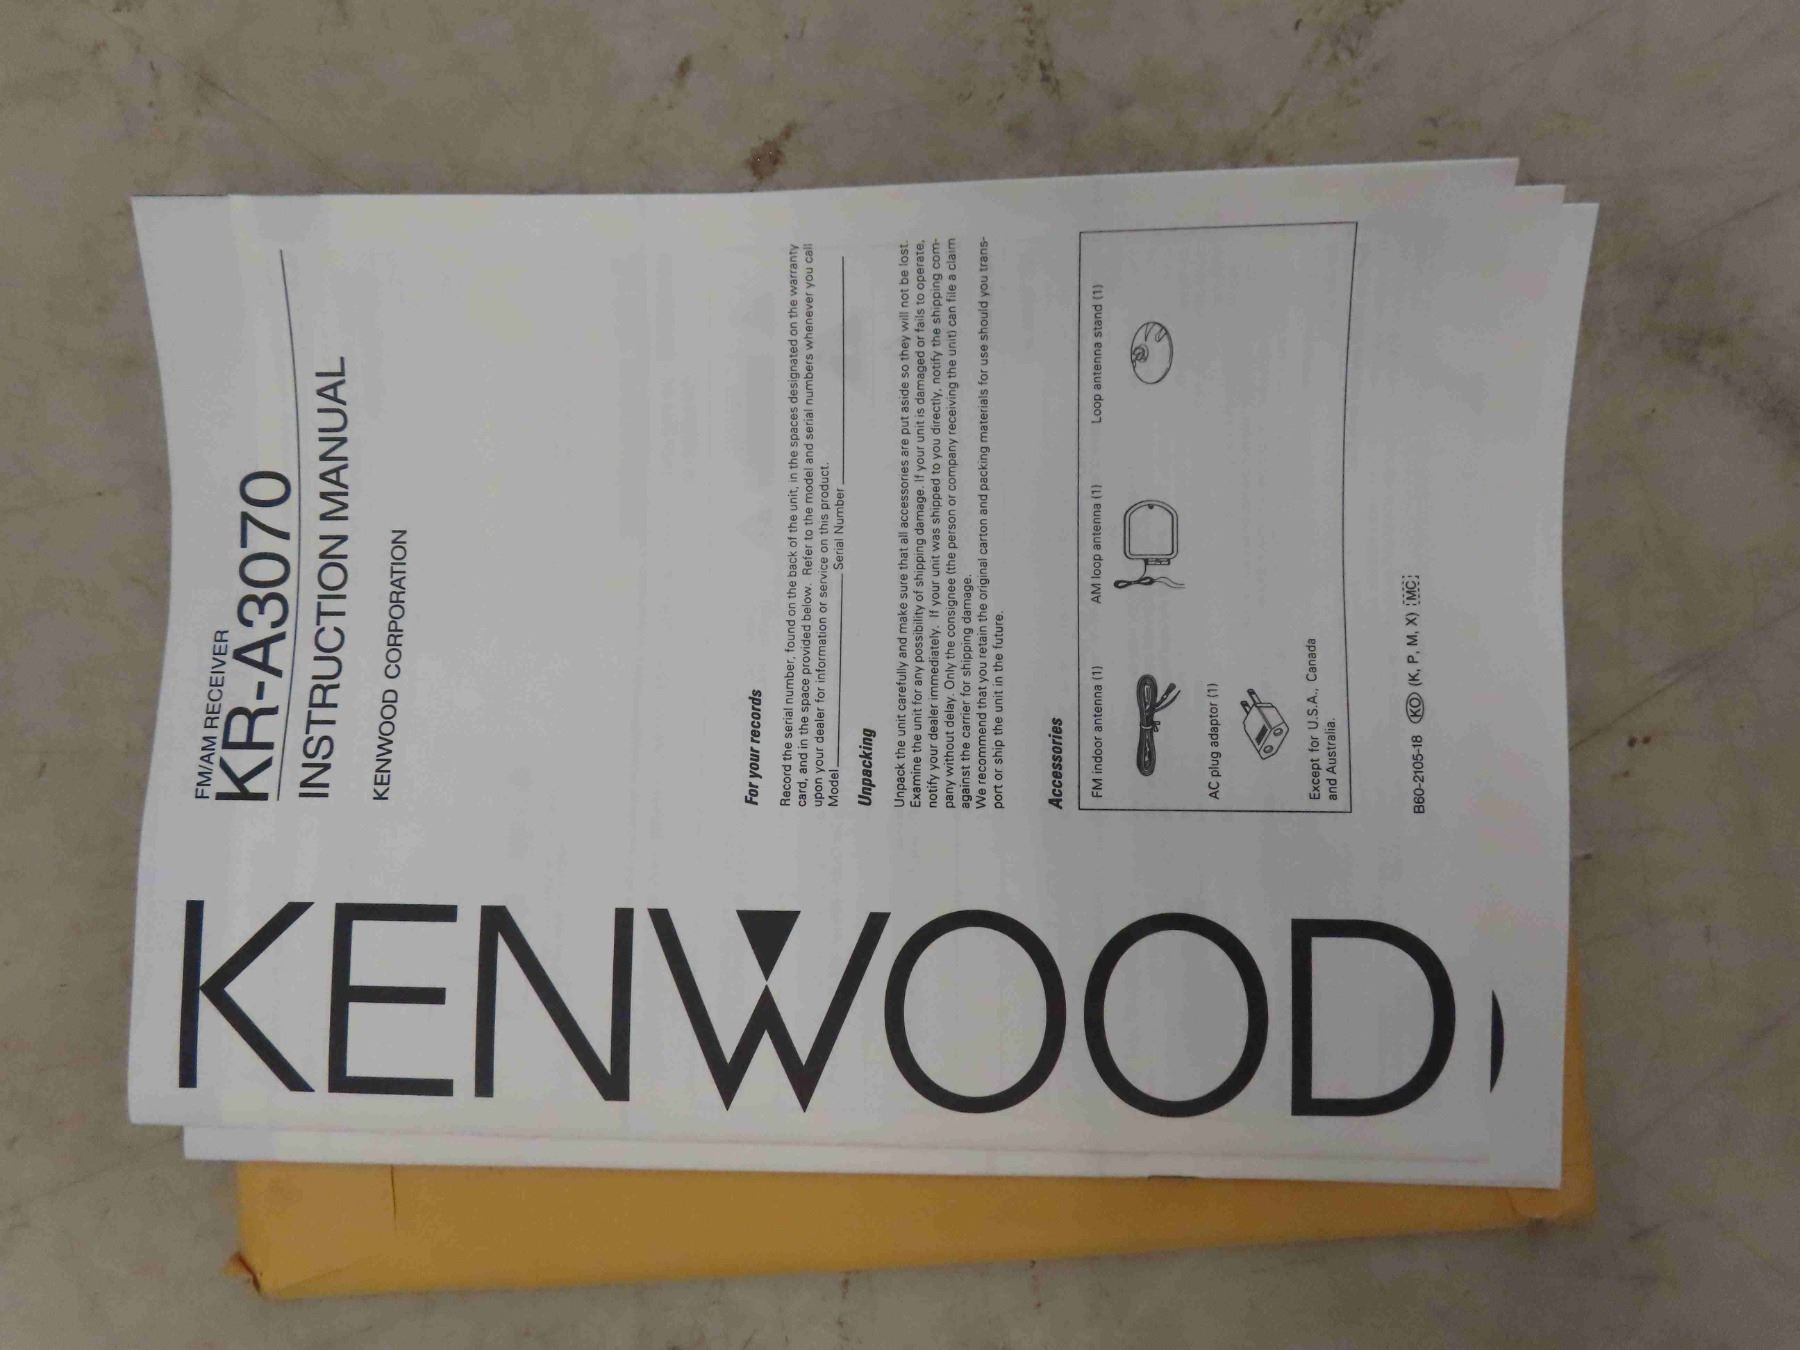 KENWOOD
FM/AM RECEIVER
KR-A3070
INSTRUCTION MANUAL
KENWOOD CORPORATION
For your records
Record the serial number, found on the back of the unit, in the spaces designated on the warranty
card, and in the space provided below. Refer to the model and serial numbers whenever you call
upon your dealer for information or service on this product.
Model Serial Number
Unpacking
Unpack the unit carefully and make sure that all accessories are put aside so they will not be lost.
Examine the unit for any possibility of shipping damage. If your unit is damaged or fails to operate,
notify your dealer immediately. If your unit was shipped to you directly, notify the shipping com-
pany without delay. Only the consignee (the person or company receiving the unit) can file a claim
against the carrier for shipping damage.
We recommend that you retain the original carton and packing materials for use should you trans-
port or ship the unit in the future.
Accessories
FM indoor antenna (1) AM loop antenna (1) Loop antenna stand (1)
AC plug adaptor (1)
Except for U.S.A., Canada
and Australia.
B60-2105-18 KO (K, P, M, X) MC